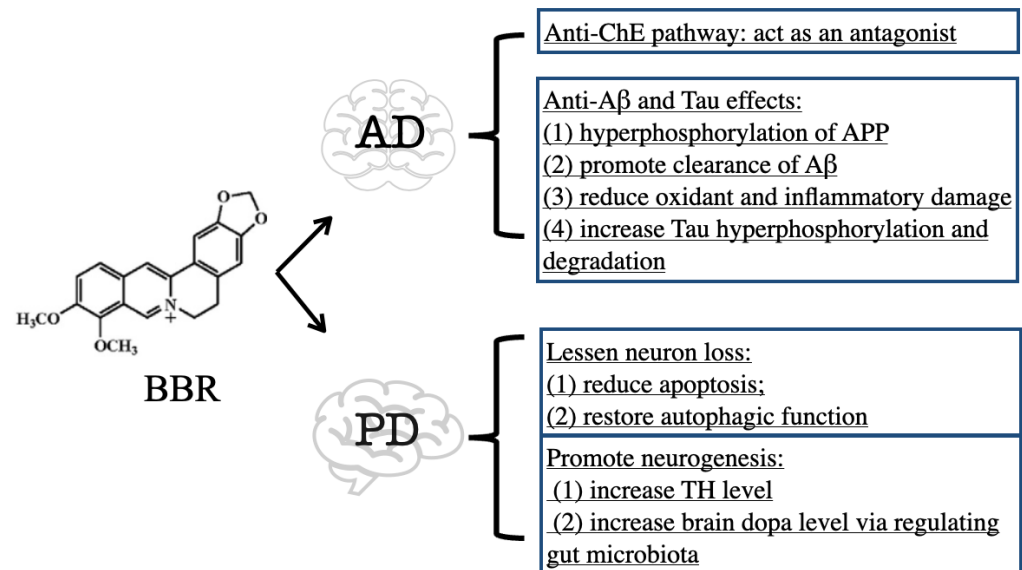 Anti-ChE pathway: act as an antagonist
AD
Anti-Aβ and Tau effects:
(1) hyperphosphorylation of APP
(2) promote clearance of Aβ
(3) reduce oxidant and inflammatory damage
(4) increase Tau hyperphosphorylation and
degradation
O
O
N
+
H₃CO
OCH₃
BBR
PD
Lessen neuron loss:
(1) reduce apoptosis;
(2) restore autophagic function
Promote neurogenesis:
(1) increase TH level
(2) increase brain dopa level via regulating
gut microbiota